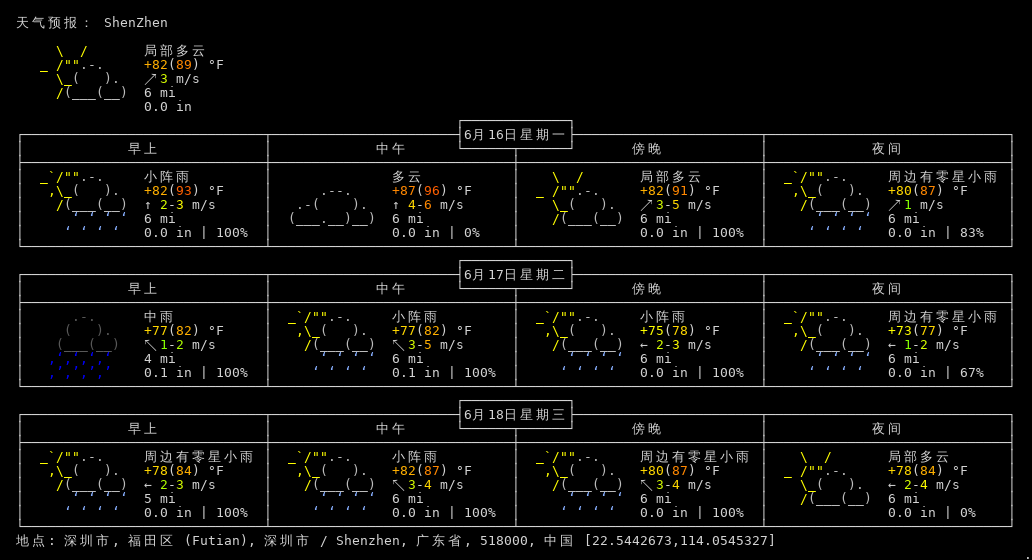 天气预报： ShenZhen
局部多云
+82(89) °F
↗3 m/s
6 mi
0.0 in
6月16日星期一
早上 中午 傍晚 夜间
小阵雨 多云 局部多云 周边有零星小雨
+82(93) °F +87(96) °F +82(91) °F +80(87) °F
↑ 2-3 m/s ↑ 4-6 m/s ↗3-5 m/s ↗1 m/s
6 mi 6 mi 6 mi 6 mi
0.0 in | 100% 0.0 in | 0% 0.0 in | 100% 0.0 in | 83%
6月17日星期二
早上 中午 傍晚 夜间
中雨 小阵雨 小阵雨 周边有零星小雨
+77(82) °F +77(82) °F +75(78) °F +73(77) °F
↖1-2 m/s ↖3-5 m/s ← 2-3 m/s ← 1-2 m/s
4 mi 6 mi 6 mi 6 mi
0.1 in | 100% 0.1 in | 100% 0.0 in | 100% 0.0 in | 67%
6月18日星期三
早上 中午 傍晚 夜间
周边有零星小雨 小阵雨 周边有零星小雨 局部多云
+78(84) °F +82(87) °F +80(87) °F +78(84) °F
← 2-3 m/s ↖3-4 m/s ↖3-4 m/s ← 2-4 m/s
5 mi 6 mi 6 mi 6 mi
0.0 in | 100% 0.0 in | 100% 0.0 in | 100% 0.0 in | 0%
地点: 深圳市, 福田区 (Futian), 深圳市 / Shenzhen, 广东省, 518000, 中国 [22.5442673,114.0545327]